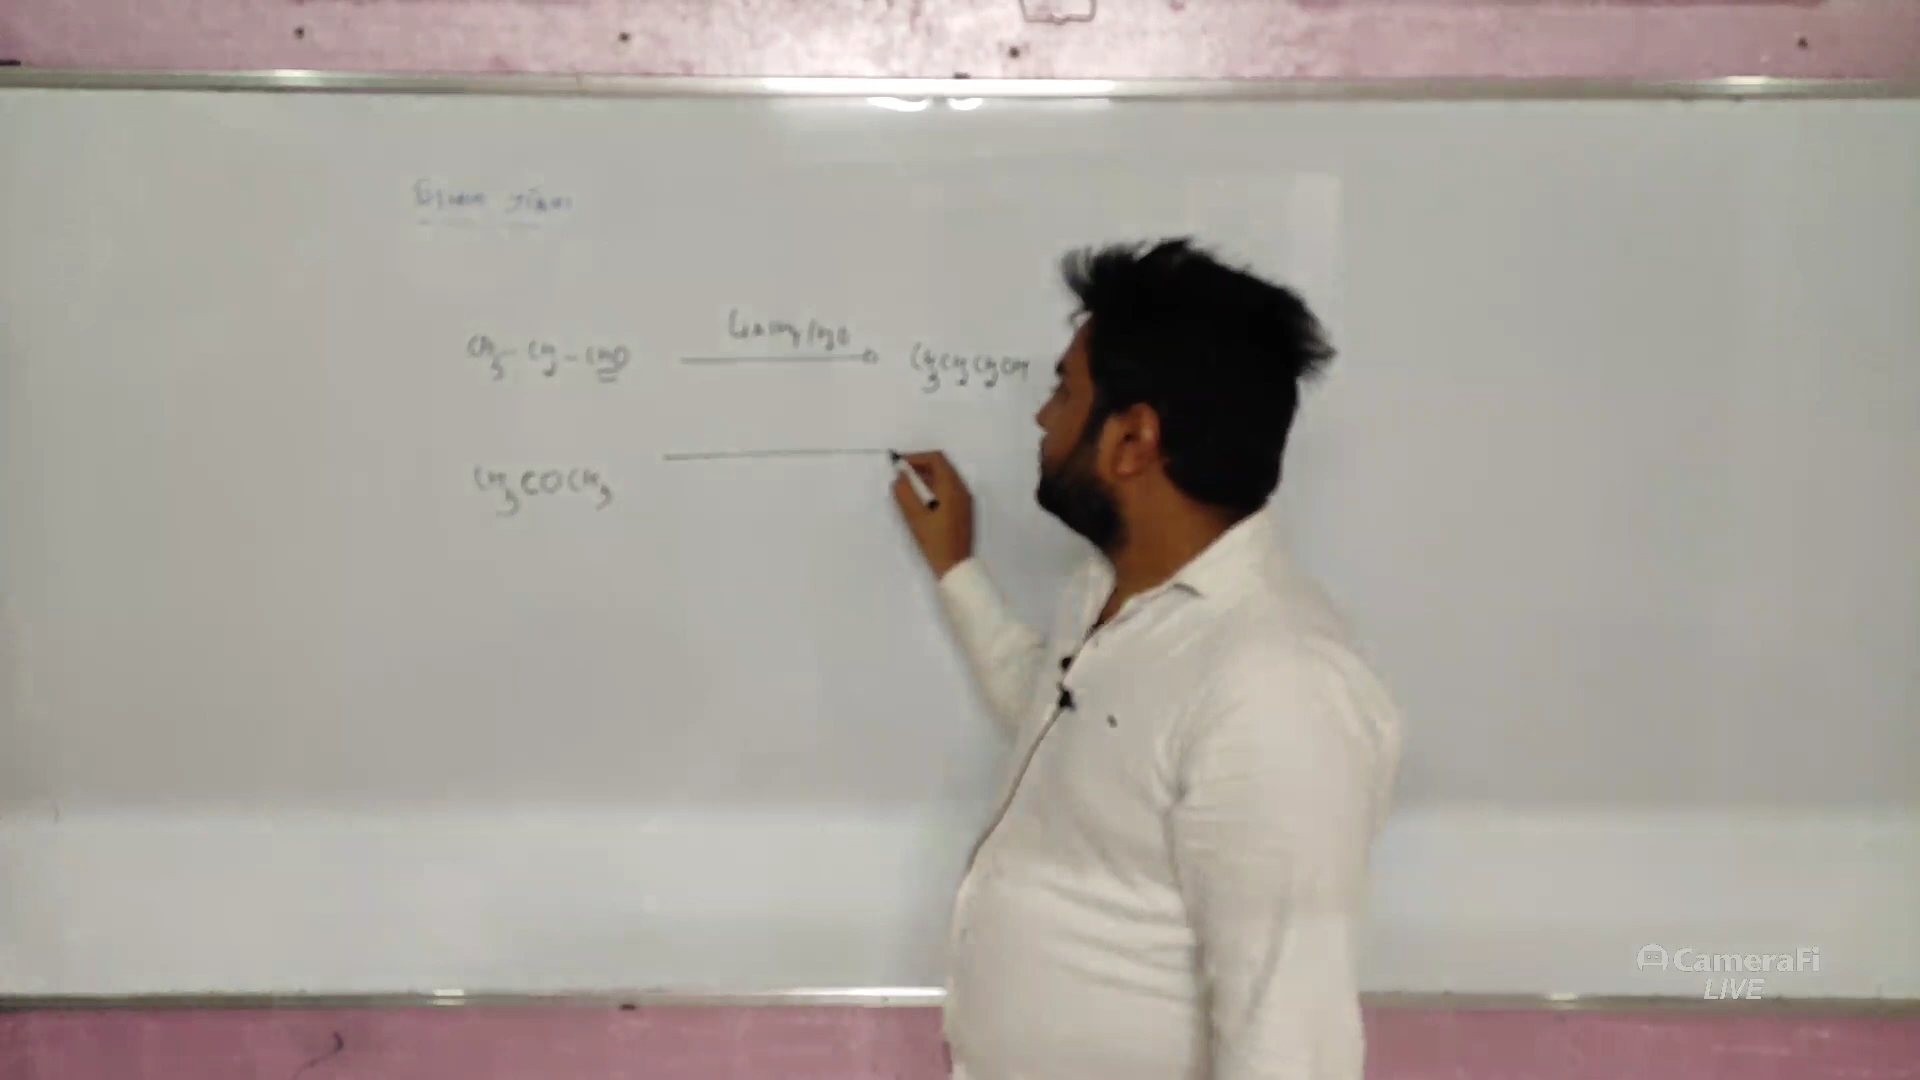 CH3 - CH2 - CHO LiAlH4/H2O CH3CH2CH2OH
CH3COCH3
CameraFi
LIVE